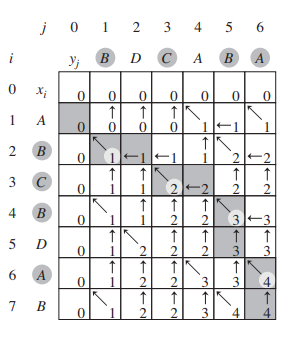 j 0 1 2 3 4 5 6
i yj B D C A B A
0 xi 0 0 0 0 0 0 0
1 A 0 ↑0 ↑0 ↑0 ↖1 ←1 ↖1
2 B 0 ↖1 ←1 ←1 ↑1 ↖2 ←2
3 C 0 ↑1 ↑1 ↖2 ←2 ↑2 ↑2
4 B 0 ↖1 ↑1 ↑2 ↑2 ↖3 ←3
5 D 0 ↑1 ↖2 ↑2 ↑2 ↑3 ↑3
6 A 0 ↑1 ↑2 ↑2 ↖3 ↑3 ↖4
7 B 0 ↖1 ↑2 ↑2 ↑3 ↖4 ↑4